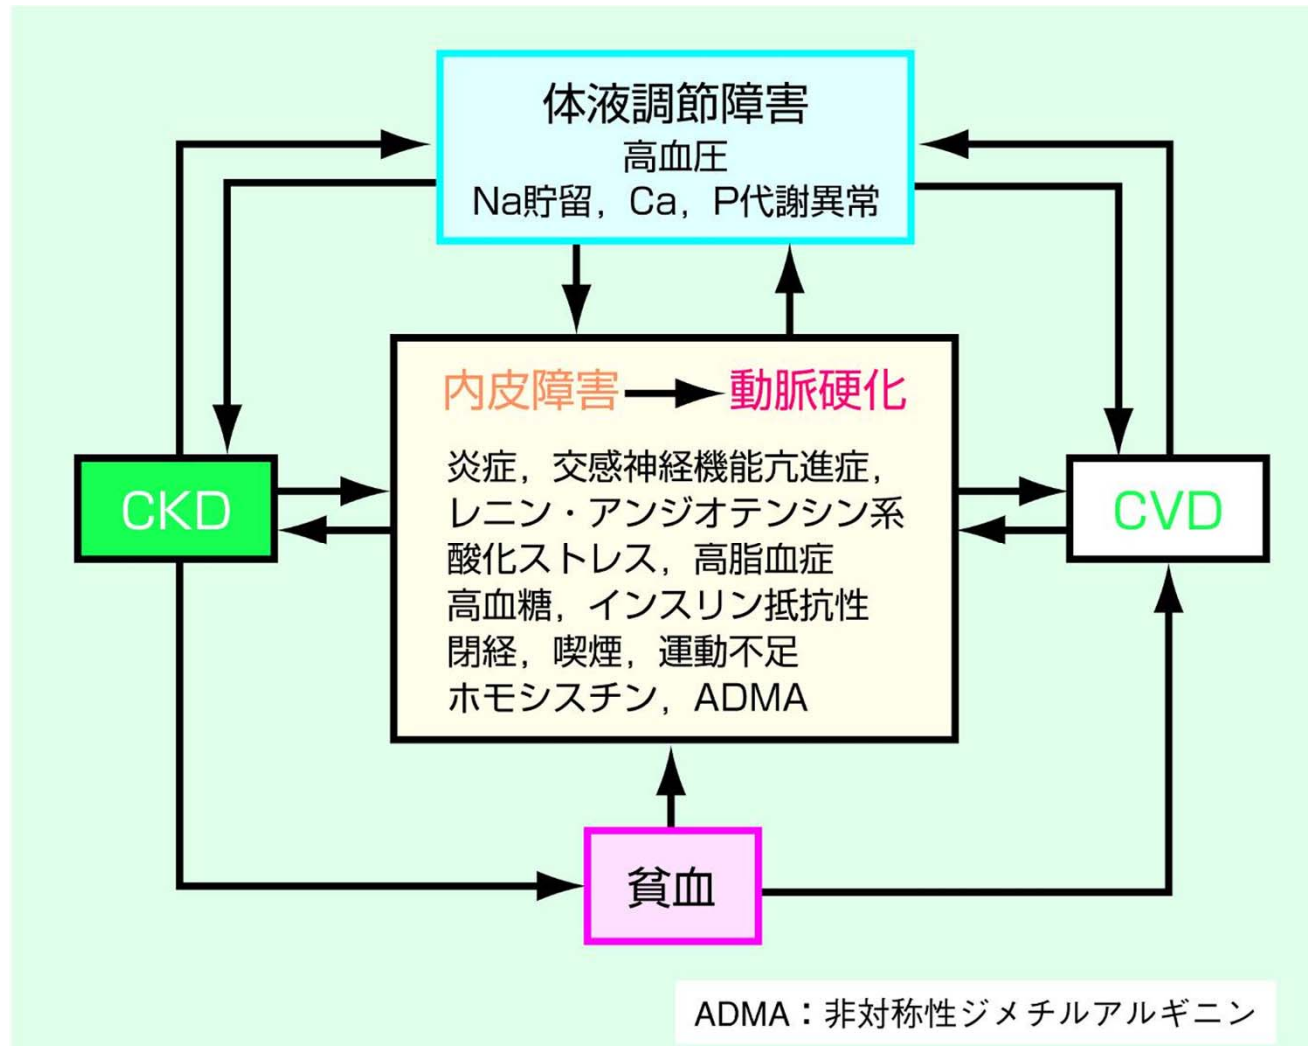 体液調節障害
高血圧
Na貯留，Ca，P代謝異常
内皮障害 動脈硬化
炎症，交感神経機能亢進症，
レニン・アンジオテンシン系
酸化ストレス，高脂血症
高血糖，インスリン抵抗性
閉経，喫煙，運動不足
ホモシスチン，ADMA
CKD
CVD
貧血
ADMA：非対称性ジメチルアルギニン